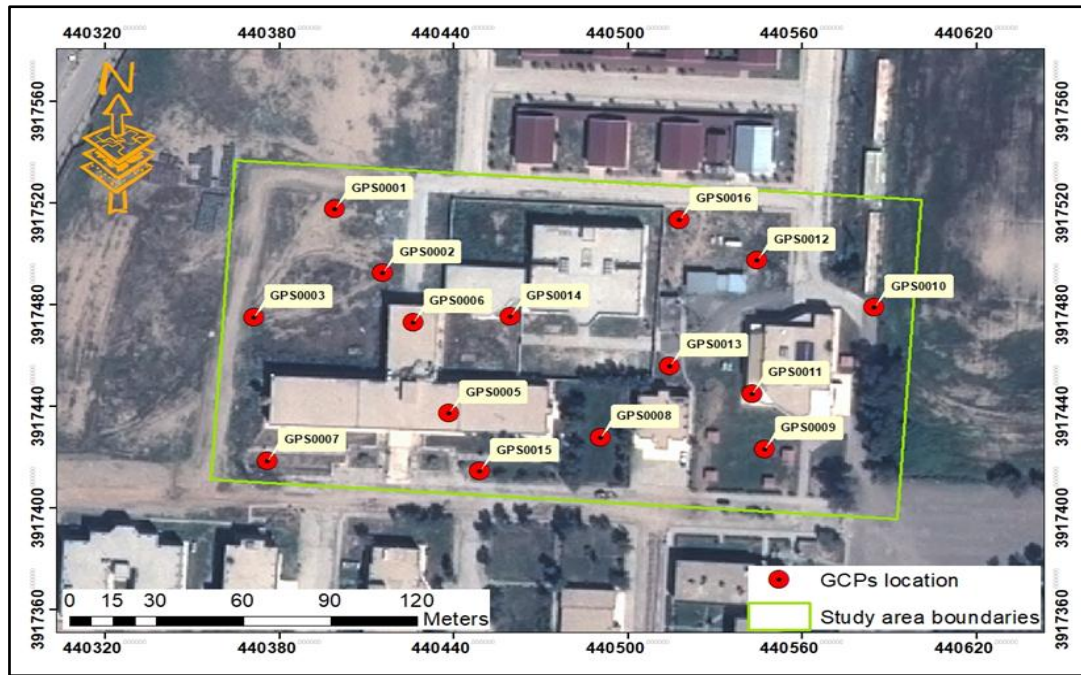 440320 440380 440440 440500 440560 440620
3917560
3917520
3917480
3917440
3917400
3917360
N
GPS0001
GPS0016
GPS0002
GPS0012
GPS0003
GPS0006
GPS0014
GPS0010
GPS0013
GPS0011
GPS0005
GPS0008
GPS0009
GPS0007
GPS0015
3917560
3917520
3917480
3917440
3917400
3917360
GCPs location
Study area boundaries
0 15 30 60 90 120
Meters
440320 440380 440440 440500 440560 440620